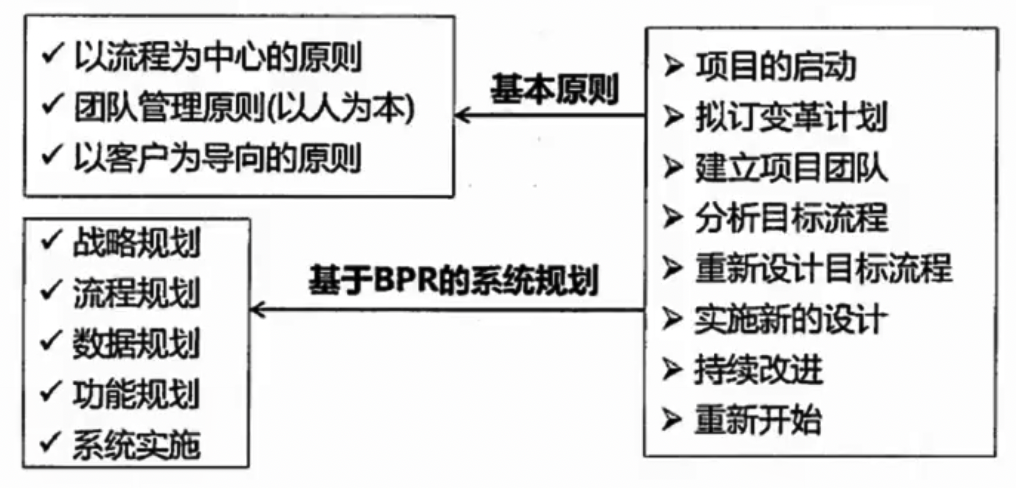 ✓ 以流程为中心的原则
✓ 团队管理原则(以人为本)
✓ 以客户为导向的原则
基本原则
➢ 项目的启动
➢ 拟订变革计划
➢ 建立项目团队
➢ 分析目标流程
➢ 重新设计目标流程
➢ 实施新的设计
➢ 持续改进
➢ 重新开始
基于BPR的系统规划
✓ 战略规划
✓ 流程规划
✓ 数据规划
✓ 功能规划
✓ 系统实施